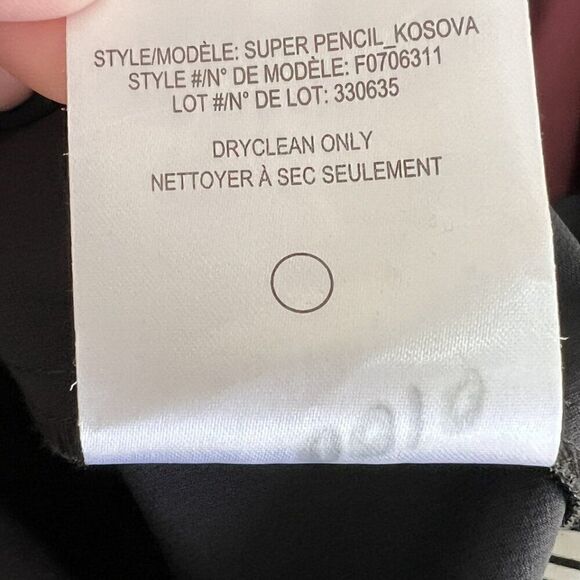 STYLE/MODÈLE: SUPER PENCIL_KOSOVA
STYLE #/N° DE MODÈLE: F0706311
LOT #/N° DE LOT: 330635
DRYCLEAN ONLY
NETTOYER À SEC SEULEMENT